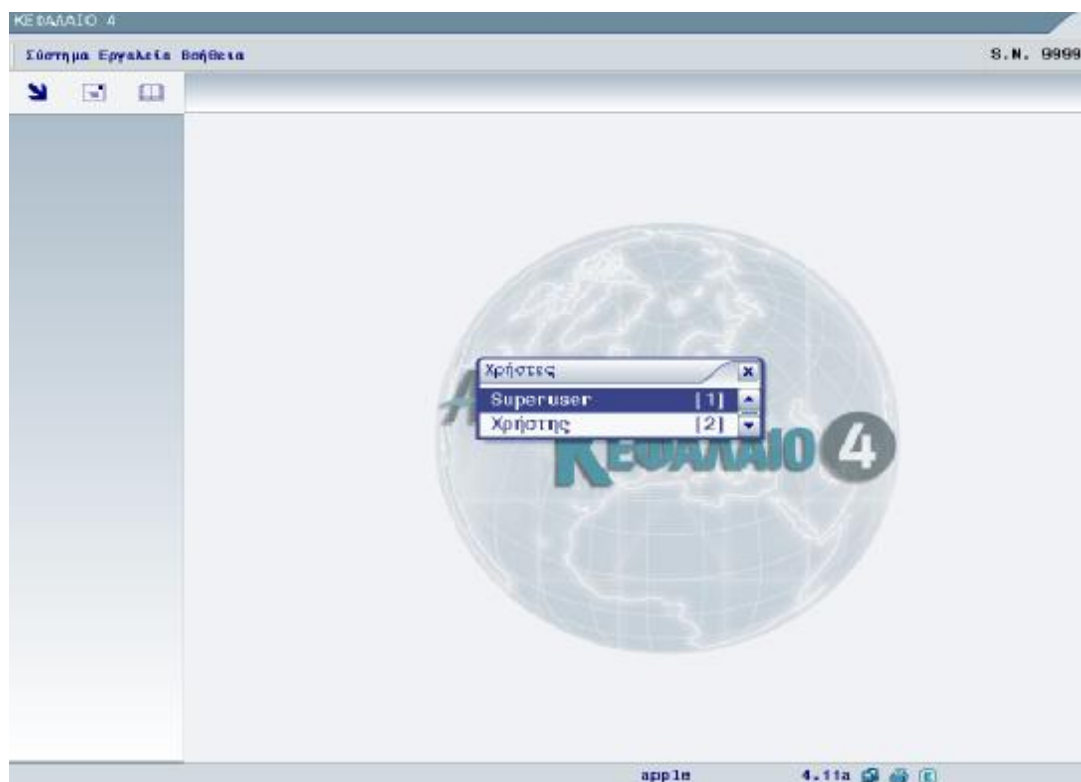 ΚΕΦΑΛΑΙΟ 4
Σύστημα Εργαλεία Βοήθεια
S.N. 9999
Χρήστες
Superuser [1]
Χρήστης [2]
ΚΕΦΑΛΑΙΟ 4
apple 4.11a E